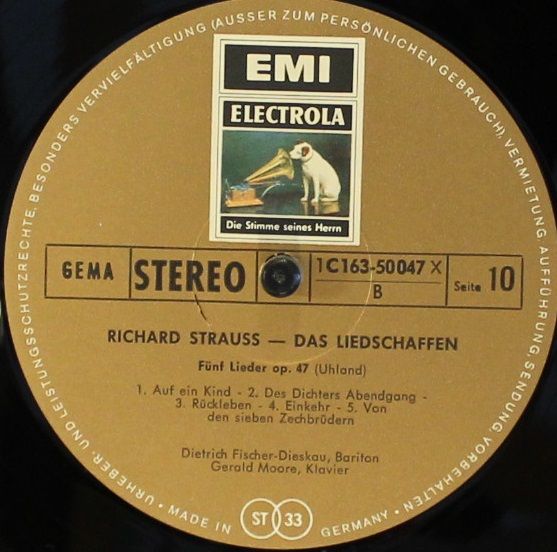 EMI
ELECTROLA
Die Stimme seines Herrn
GEMA STEREO 1C163-50047 X B Seite 10
RICHARD STRAUSS — DAS LIEDSCHAFFEN
Fünf Lieder op. 47 (Uhland)
1. Auf ein Kind - 2. Des Dichters Abendgang -
3. Rückleben - 4. Einkehr - 5. Von
den sieben Zechbrüdern
Dietrich Fischer-Dieskau, Bariton
Gerald Moore, Klavier
ST 33
URHEBER- UND LEISTUNGSSCHUTZRECHTE, BESONDERS VERVIELFÄLTIGUNG (AUSSER ZUM PERSÖNLICHEN GEBRAUCH), VERMIETUNG, AUFFÜHRUNG, SENDUNG VORBEHALTEN • MADE IN GERMANY •